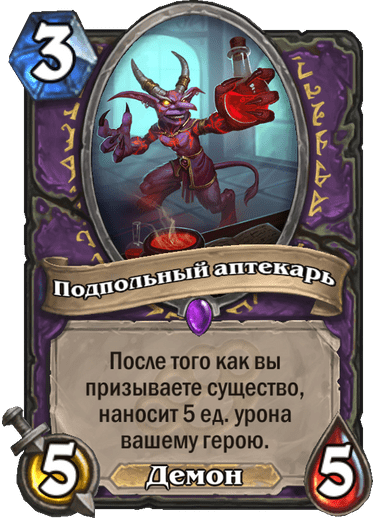 3
Подпольный аптекарь
После того как вы
призываете существо,
наносит 5 ед. урона
вашему герою.
5
Демон
5